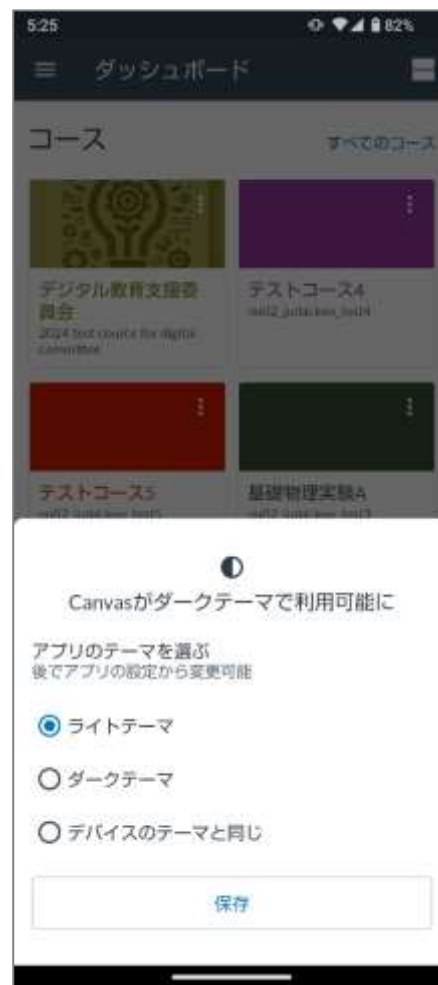 5:25
82%
ダッシュボード
コース
すべてのコース
デジタル教育支援委
員会
2024 test course for digital
committee
テストコース4
テストコース5
基礎物理実験A
Canvasがダークテーマで利用可能に
アプリのテーマを選ぶ
後でアプリの設定から変更可能
ライトテーマ
ダークテーマ
デバイスのテーマと同じ
保存